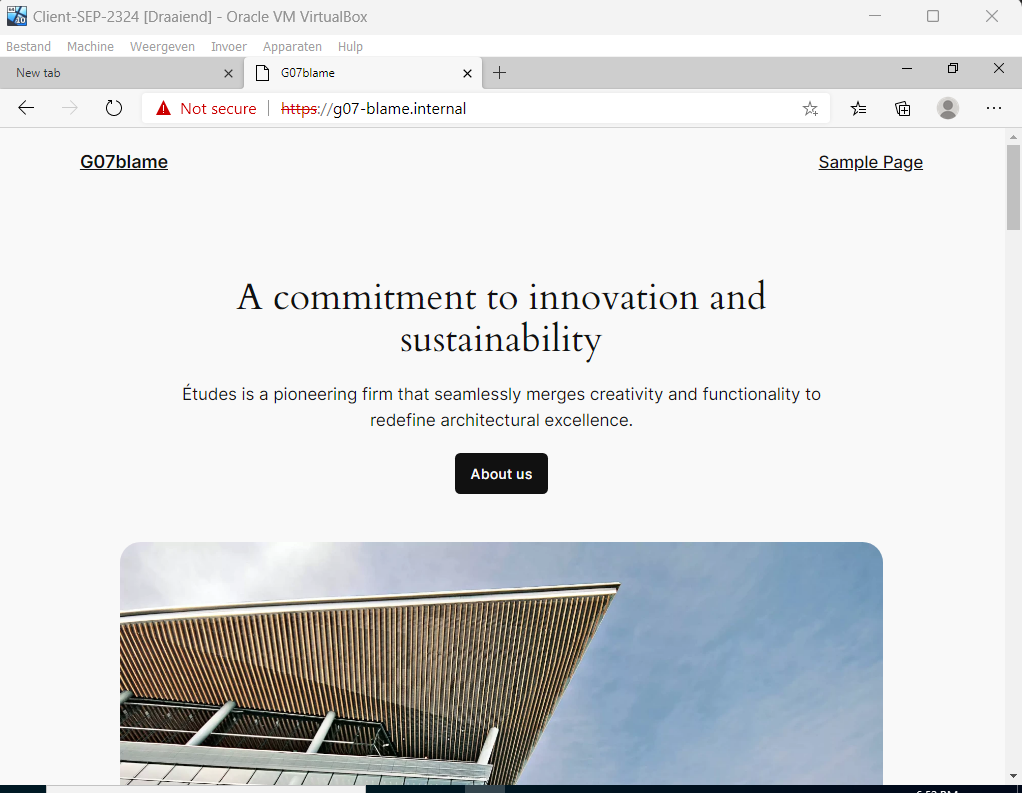 Client-SEP-2324 [Draaiend] - Oracle VM VirtualBox
Bestand Machine Weergeven Invoer Apparaten Hulp
New tab G07blame
Not secure https://g07-blame.internal
G07blame Sample Page
A commitment to innovation and
sustainability
Études is a pioneering firm that seamlessly merges creativity and functionality to
redefine architectural excellence.
About us